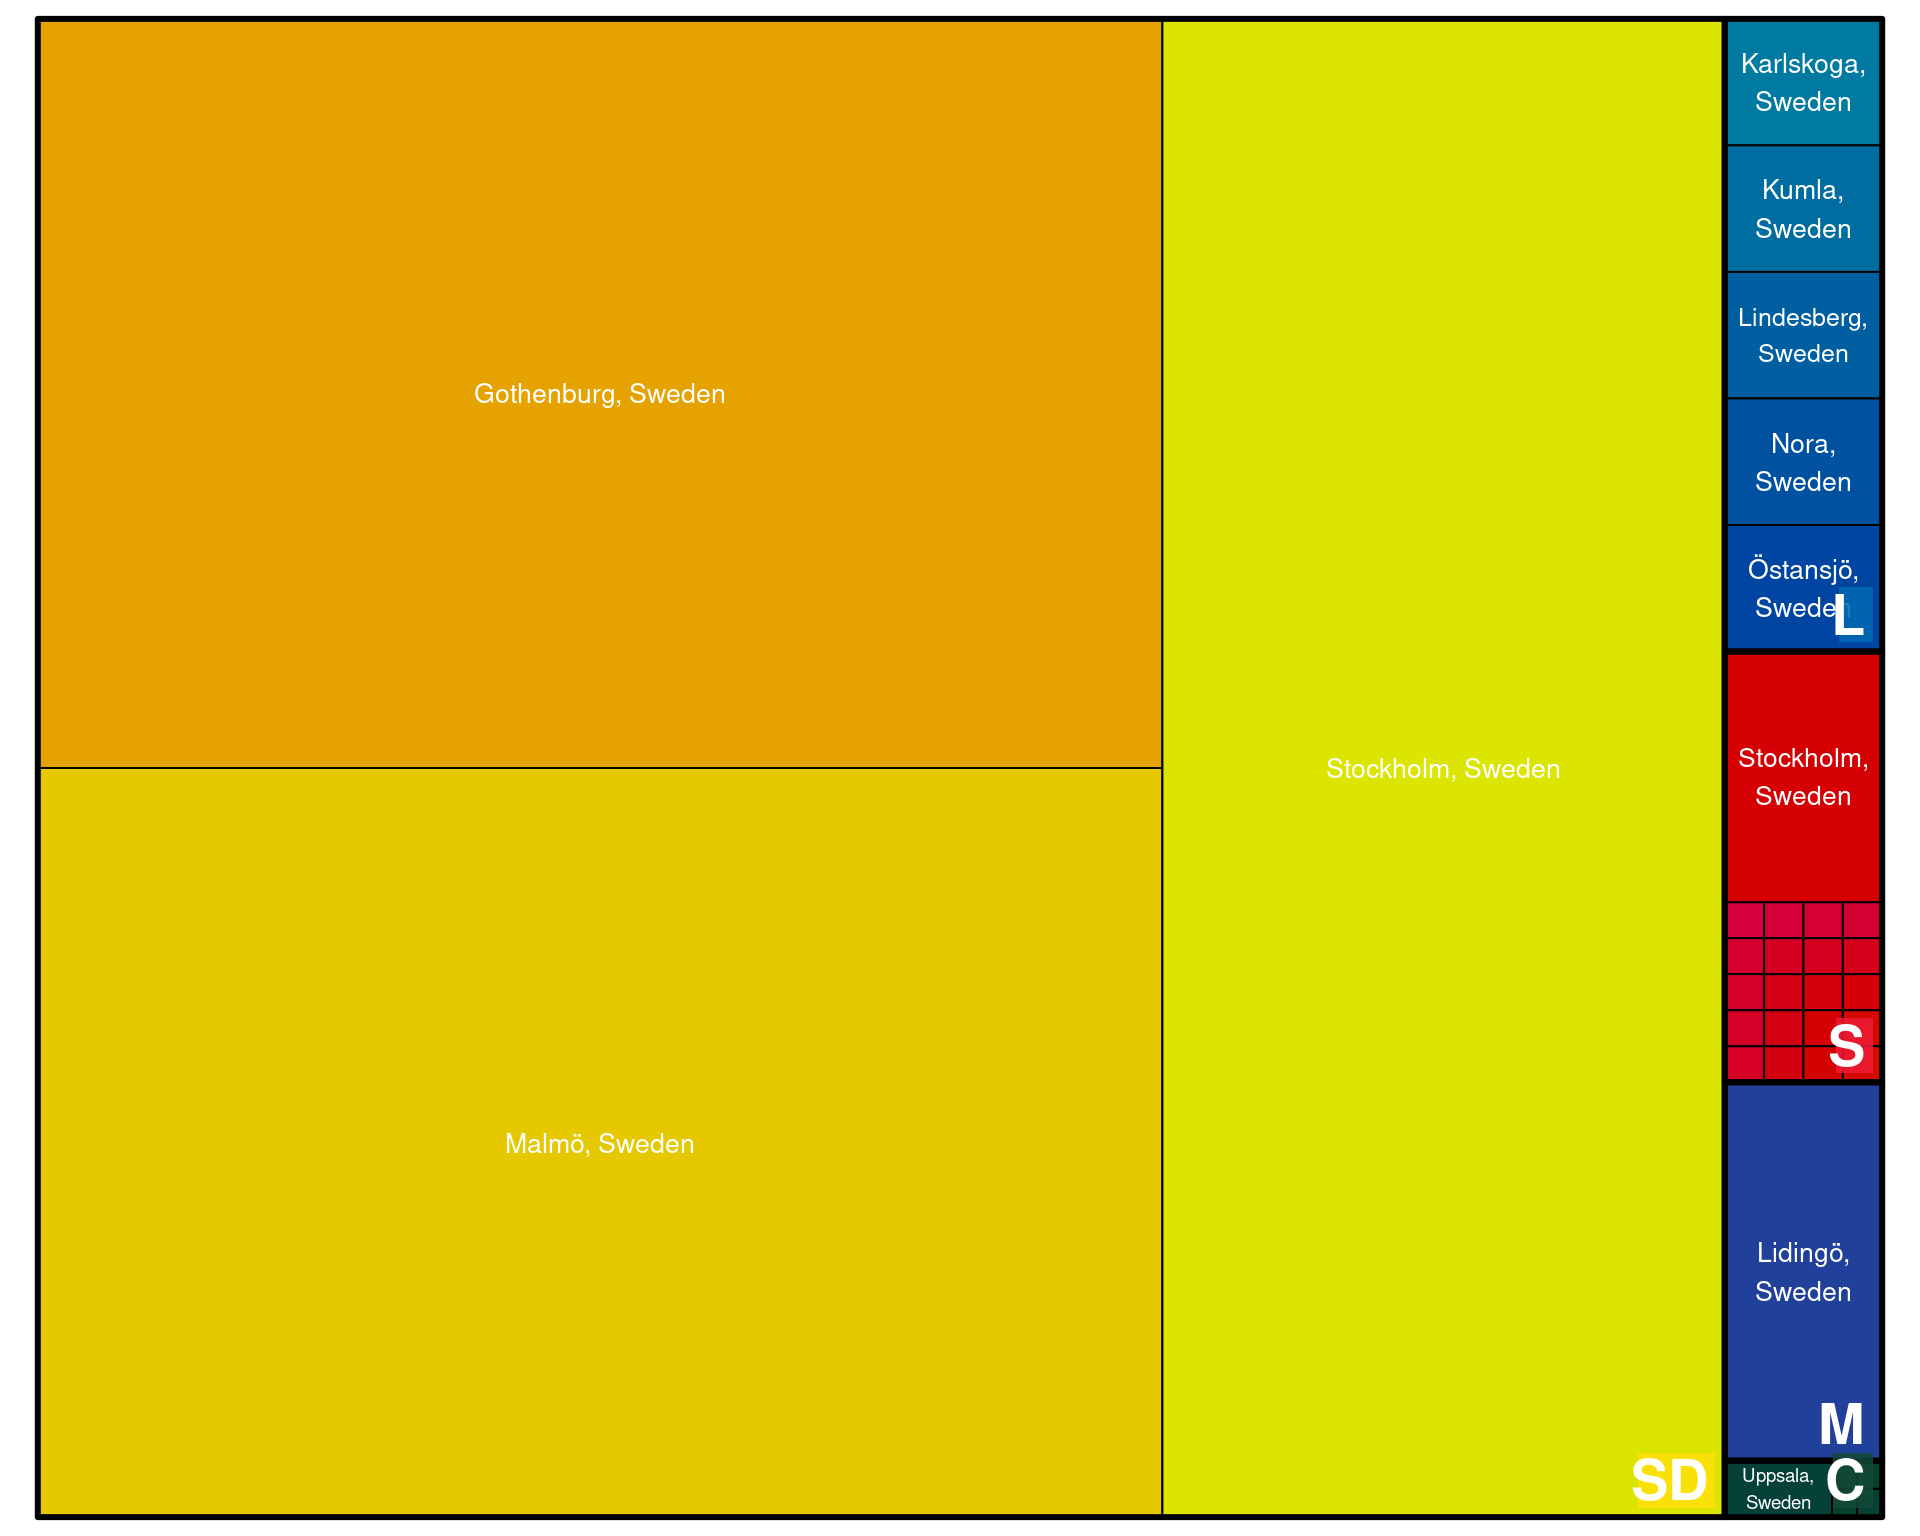 Gothenburg, Sweden
Malmö, Sweden
Stockholm, Sweden
SD
Karlskoga,
Sweden
Kumla,
Sweden
Lindesberg,
Sweden
Nora,
Sweden
Östansjö,
Sweden
L
Stockholm,
Sweden
S
Lidingö,
Sweden
M
Uppsala,
Sweden
C